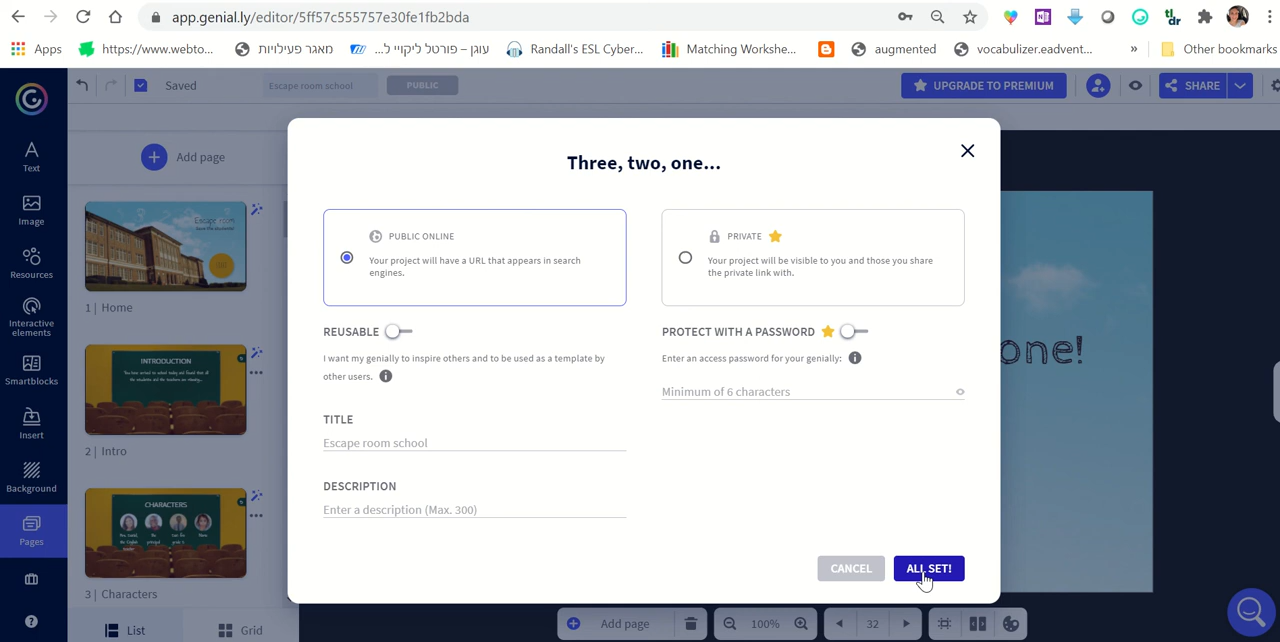 app.genial.ly/editor/5ff57c555757e30fe1fb2bda
Apps
https://www.webto...
מאגר פעילויות
עוגן – פורטל ליקויי ל...
Randall's ESL Cyber...
Matching Workshe...
augmented
vocabulizer.eadvent...
»
Other bookmarks
Saved
Escape room school
PUBLIC
UPGRADE TO PREMIUM
SHARE
Text
Image
Resources
Interactive
elements
Smartblocks
Insert
Background
Pages
Add page
Escape room
1 | Home
INTRODUCTION
2 | Intro
CHARACTERS
3 | Characters
List
Grid
Three, two, one...
PUBLIC ONLINE
Your project will have a URL that appears in search
engines.
PRIVATE
Your project will be visible to you and those you share
the private link with.
REUSABLE
I want my genially to inspire others and to be used as a template by
other users.
PROTECT WITH A PASSWORD
Enter an access password for your genially:
Minimum of 6 characters
TITLE
Escape room school
DESCRIPTION
Enter a description (Max. 300)
CANCEL
ALL SET!
one!
Add page
100%
32